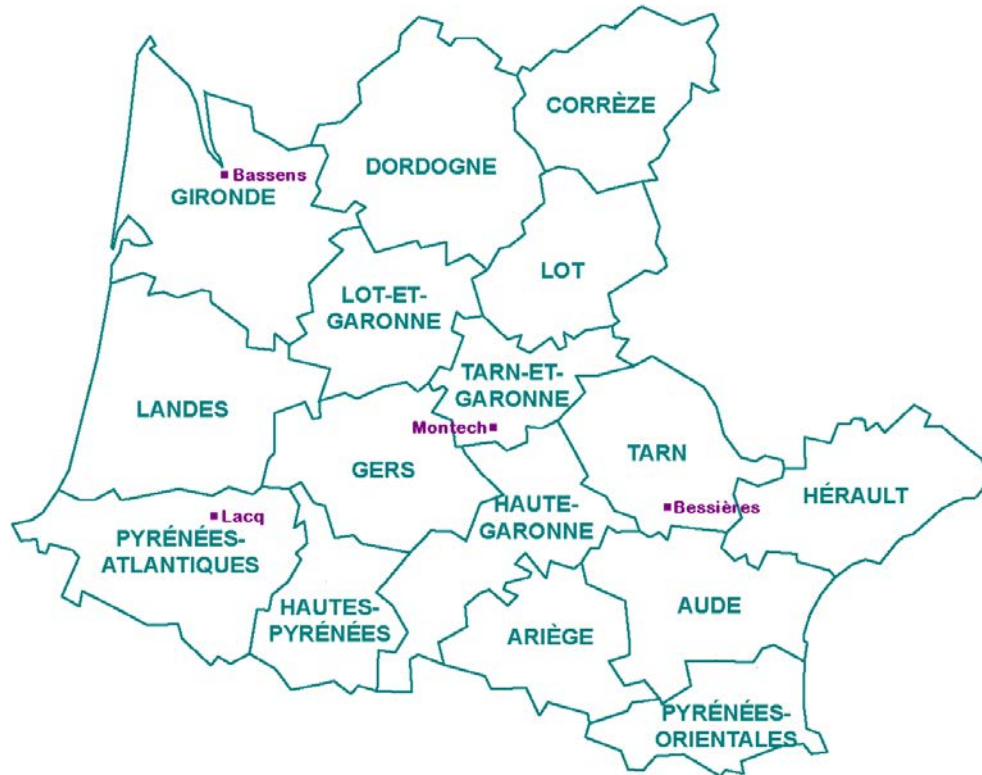 CORRÈZE
DORDOGNE
Bassens
GIRONDE
LOT
LOT-ET-
GARONNE
TARN-ET-
GARONNE
LANDES
Montech
GERS
TARN
HÉRAULT
HAUTE-
GARONNE
Bessières
Lacq
PYRÉNÉES-
ATLANTIQUES
HAUTES-
PYRÉNÉES
ARIÈGE
AUDE
PYRÉNÉES-
ORIENTALES